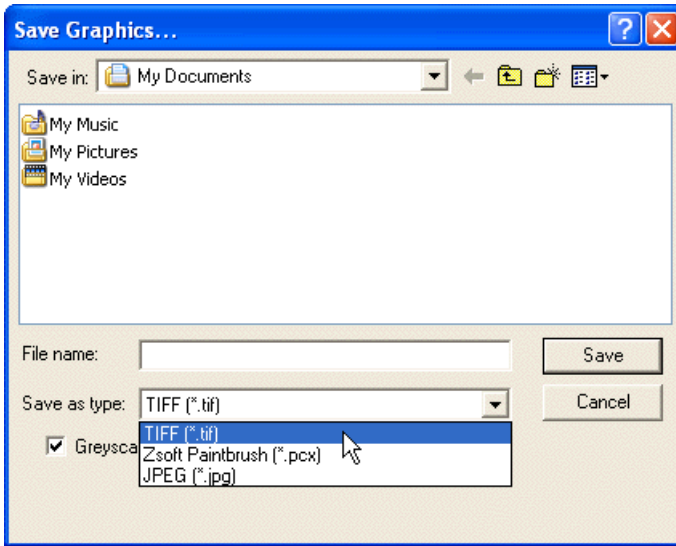 Save Graphics...
Save in: My Documents
My Music
My Pictures
My Videos
File name:
Save
Save as type: TIFF (*.tif)
Cancel
TIFF (*.tif)
Greysca
Zsoft Paintbrush (*.pcx)
JPEG (*.jpg)